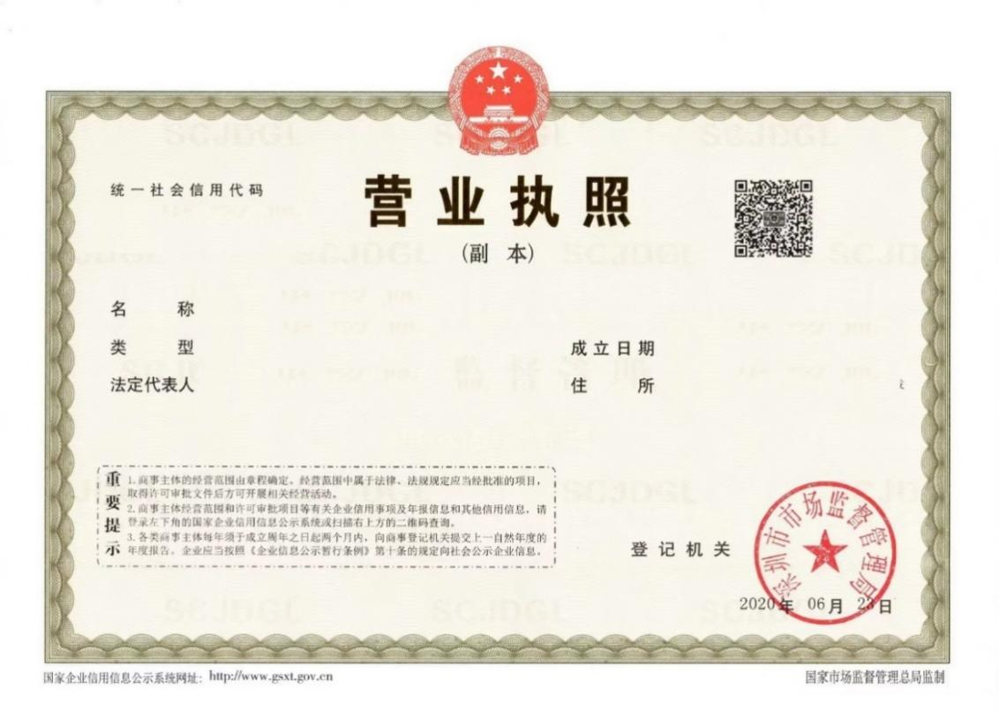 统一社会信用代码
营业执照
(副 本)
名 称
类 型
成立日期
法定代表人
住 所
重要提示
1.商事主体的经营范围由章程确定。经营范围中属于法律、法规规定应当经批准的项目，
取得许可审批文件后方可开展相关经营活动。
2.商事主体经营范围和许可审批项目等有关企业信用事项及年报信息和其他信用信息，请
登录左下角的国家企业信用信息公示系统或扫描右上方的二维码查询。
3.各类商事主体每年须于成立周年之日起两个月内，向商事登记机关提交上一自然年度的
年度报告。企业应当按照《企业信息公示暂行条例》第十条的规定向社会公示企业信息。
登记机关
深圳市市场监督管理局
2020年 06月 23日
国家企业信用信息公示系统网址：http://www.gsxt.gov.cn
国家市场监督管理总局监制
SCJDGL